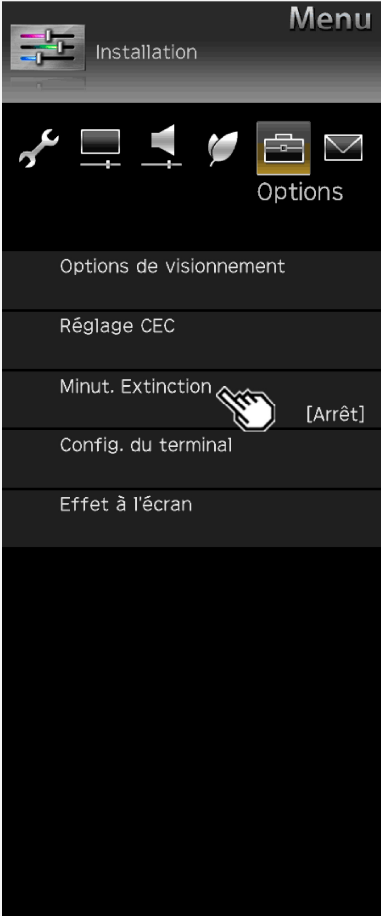 Menu
Installation
Options
Options de visionnement
Réglage CEC
Minut. Extinction
[Arrêt]
Config. du terminal
Effet à l'écran